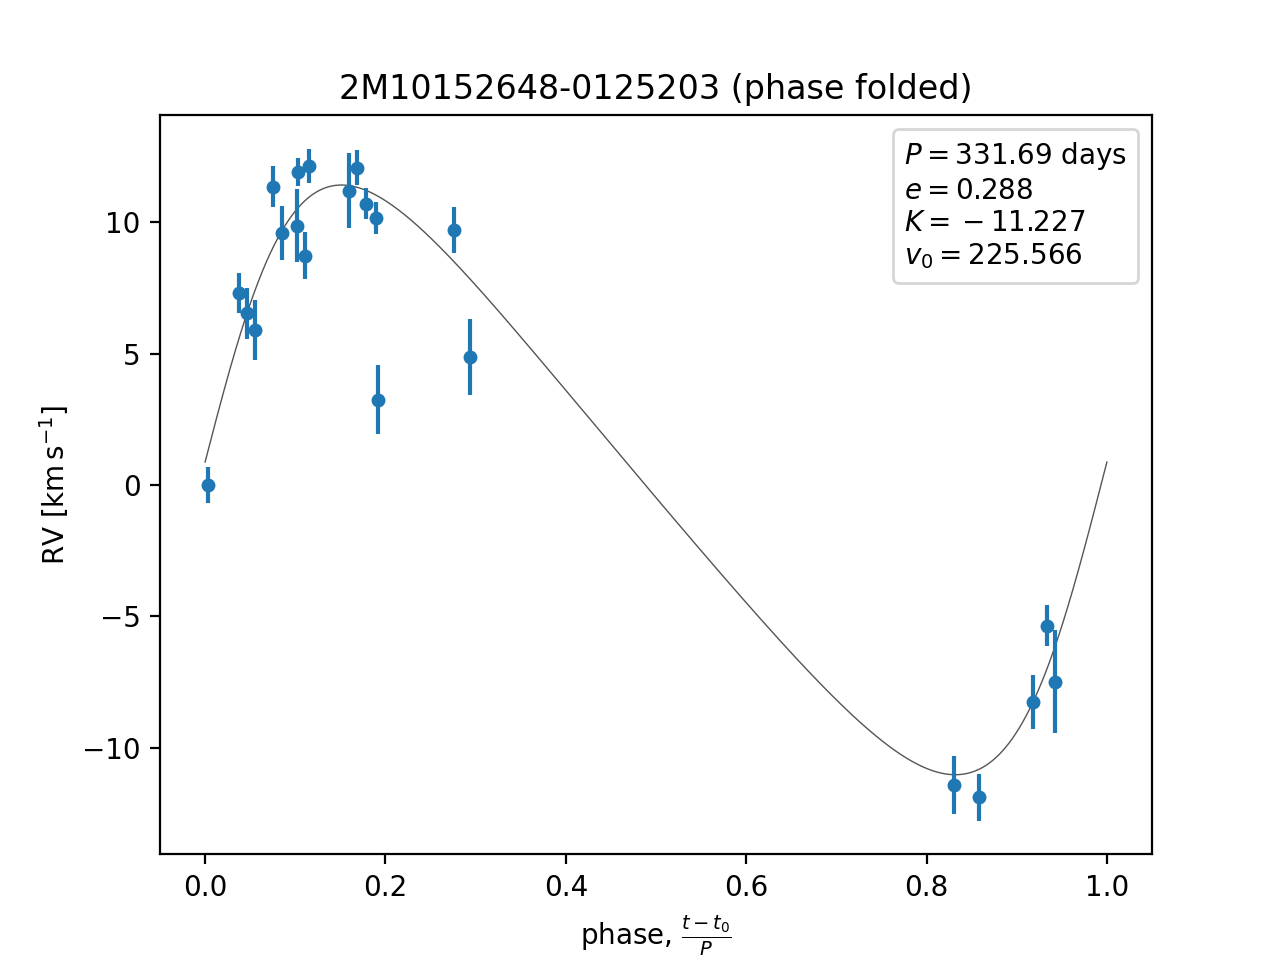 2M10152648-0125203 (phase folded)
P = 331.69 days
e = 0.288
K = −11.227
v₀ = 225.566
10
5
0
−5
−10
RV [km s⁻¹]
0.0 0.2 0.4 0.6 0.8 1.0
phase, (t − t₀)/P